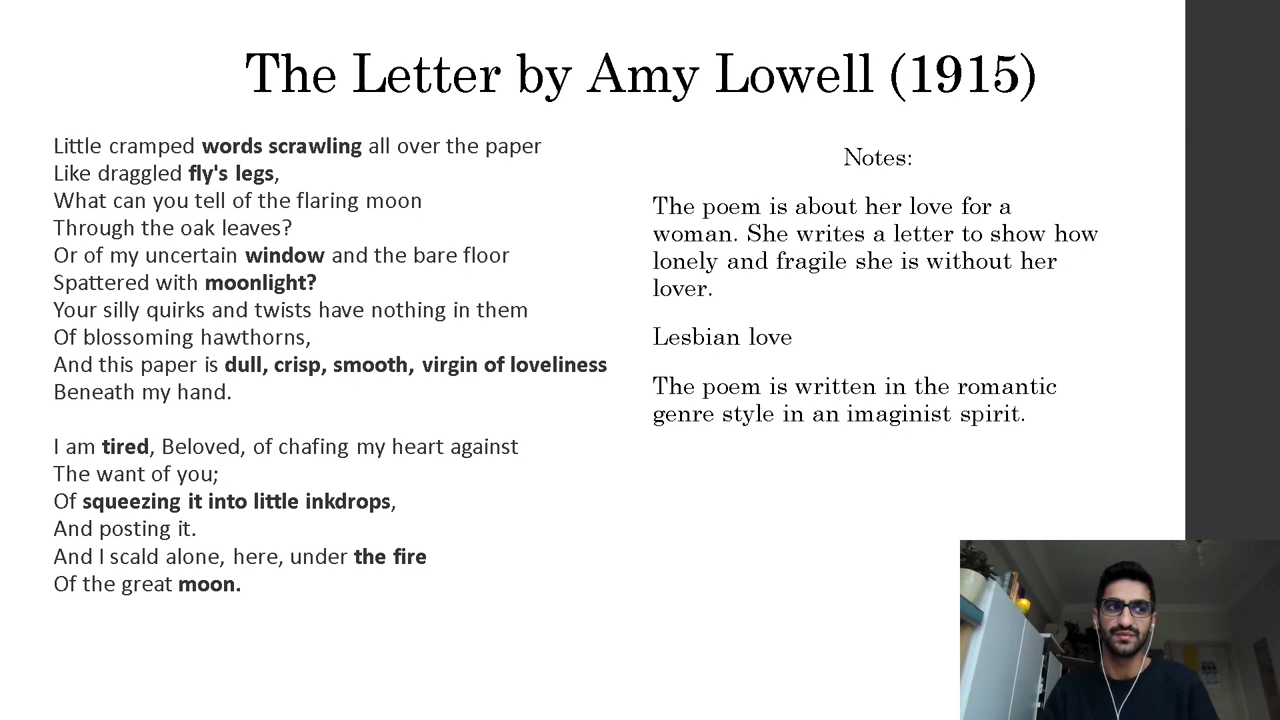 The Letter by Amy Lowell (1915)
Little cramped words scrawling all over the paper
Like draggled fly's legs,
What can you tell of the flaring moon
Through the oak leaves?
Or of my uncertain window and the bare floor
Spattered with moonlight?
Your silly quirks and twists have nothing in them
Of blossoming hawthorns,
And this paper is dull, crisp, smooth, virgin of loveliness
Beneath my hand.
I am tired, Beloved, of chafing my heart against
The want of you;
Of squeezing it into little inkdrops,
And posting it.
And I scald alone, here, under the fire
Of the great moon.
Notes:
The poem is about her love for a
woman. She writes a letter to show how
lonely and fragile she is without her
lover.
Lesbian love
The poem is written in the romantic
genre style in an imaginist spirit.